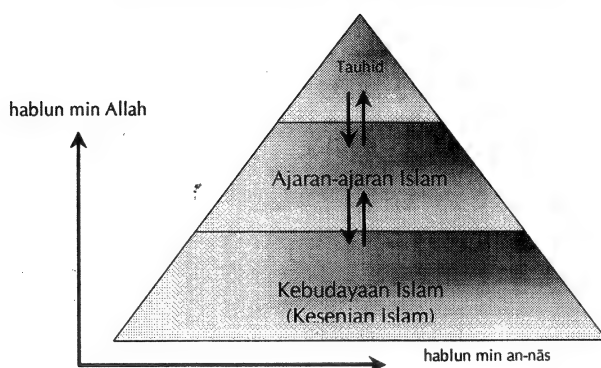 Tauhid
hablun min Allah
Ajaran-ajaran Islam
Kebudayaan Islam
(Kesenian Islam)
hablun min an-nās